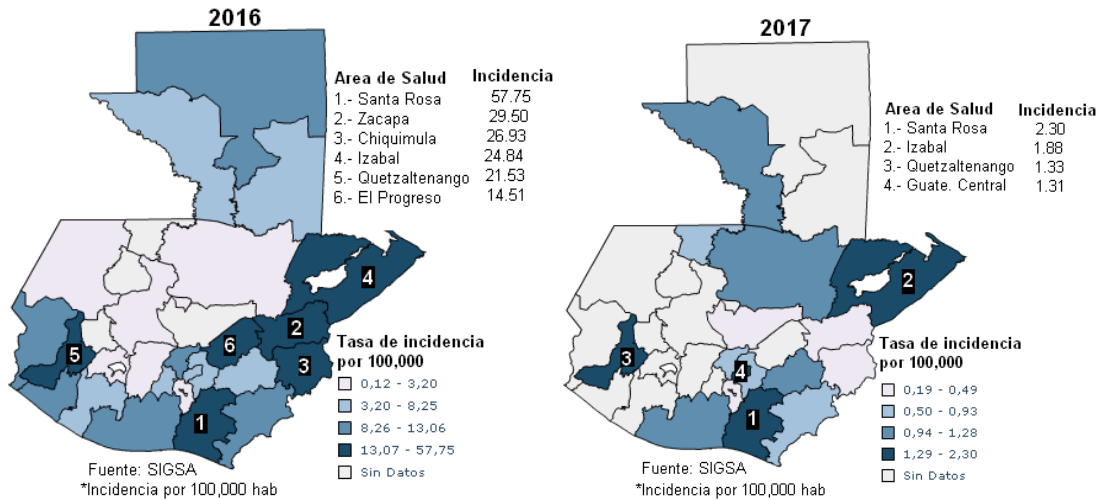 2016
Area de Salud Incidencia
1.- Santa Rosa 57.75
2.- Zacapa 29.50
3.- Chiquimula 26.93
4.- Izabal 24.84
5.- Quetzaltenango 21.53
6.- El Progreso 14.51
4
2
6
5
3
1
Tasa de incidencia
por 100,000
0,12 - 3,20
3,20 - 8,25
8,26 - 13,06
13,07 - 57,75
Sin Datos
Fuente: SIGSA
*Incidencia por 100,000 hab
2017
Area de Salud Incidencia
1.- Santa Rosa 2.30
2.- Izabal 1.88
3.- Quetzaltenango 1.33
4.- Guate. Central 1.31
2
3
4
1
Tasa de incidencia
por 100,000
0,19 - 0,49
0,50 - 0,93
0,94 - 1,28
1,29 - 2,30
Sin Datos
Fuente: SIGSA
*Incidencia por 100,000 hab